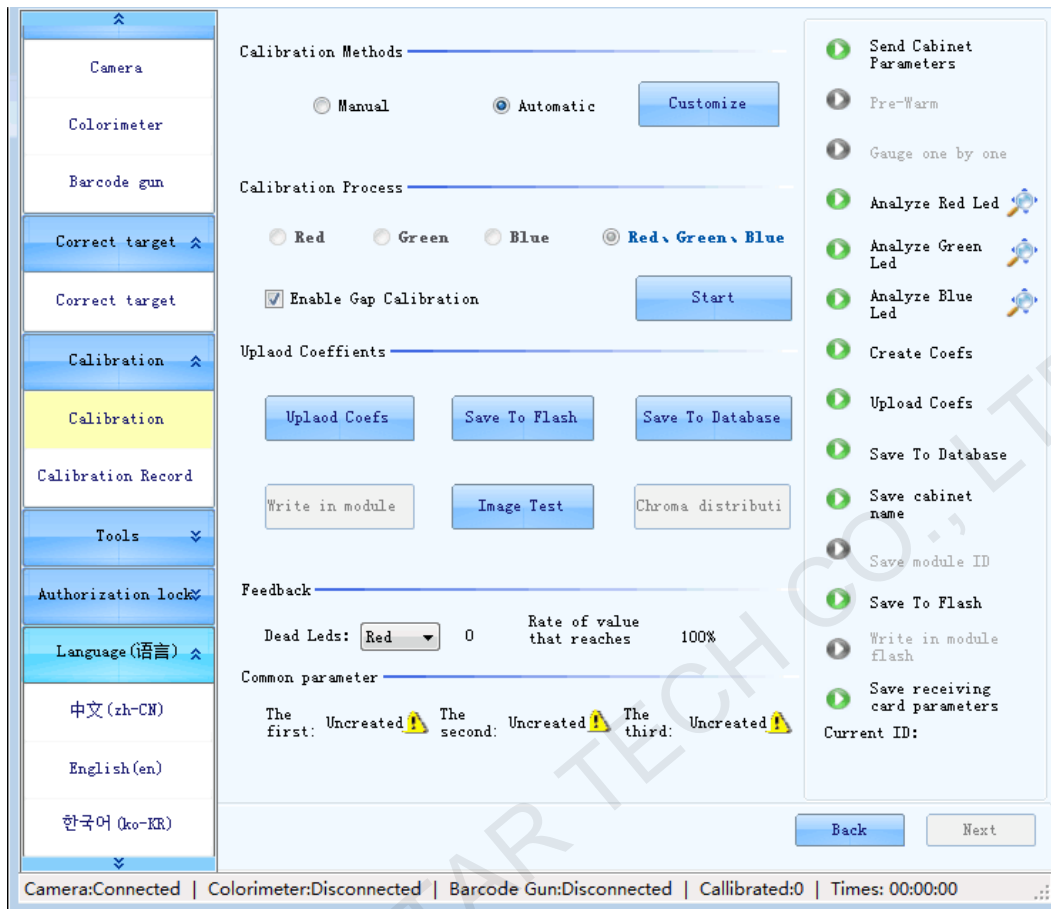 Camera
Colorimeter
Barcode gun
Correct target
Correct target
Calibration
Calibration
Calibration Record
Tools
Authorization lock
Language(语言)
中文(zh-CN)
English(en)
한국어(ko-KR)
Calibration Methods
Manual
Automatic
Customize
Calibration Process
Red
Green
Blue
Red、Green、Blue
Enable Gap Calibration
Start
Uplaod Coeffients
Uplaod Coefs
Save To Flash
Save To Database
Write in module
Image Test
Chroma distributi
Feedback
Dead Leds:
Red
0
Rate of value
that reaches
100%
Common parameter
The
first:
Uncreated
The
second:
Uncreated
The
third:
Uncreated
Send Cabinet
Parameters
Pre-Warm
Gauge one by one
Analyze Red Led
Analyze Green
Led
Analyze Blue
Led
Create Coefs
Upload Coefs
Save To Database
Save cabinet
name
Save module ID
Save To Flash
Write in module
flash
Save receiving
card parameters
Current ID:
Back
Next
Camera:Connected | Colorimeter:Disconnected | Barcode Gun:Disconnected | Callibrated:0 | Times: 00:00:00
TAR TECH CO.,